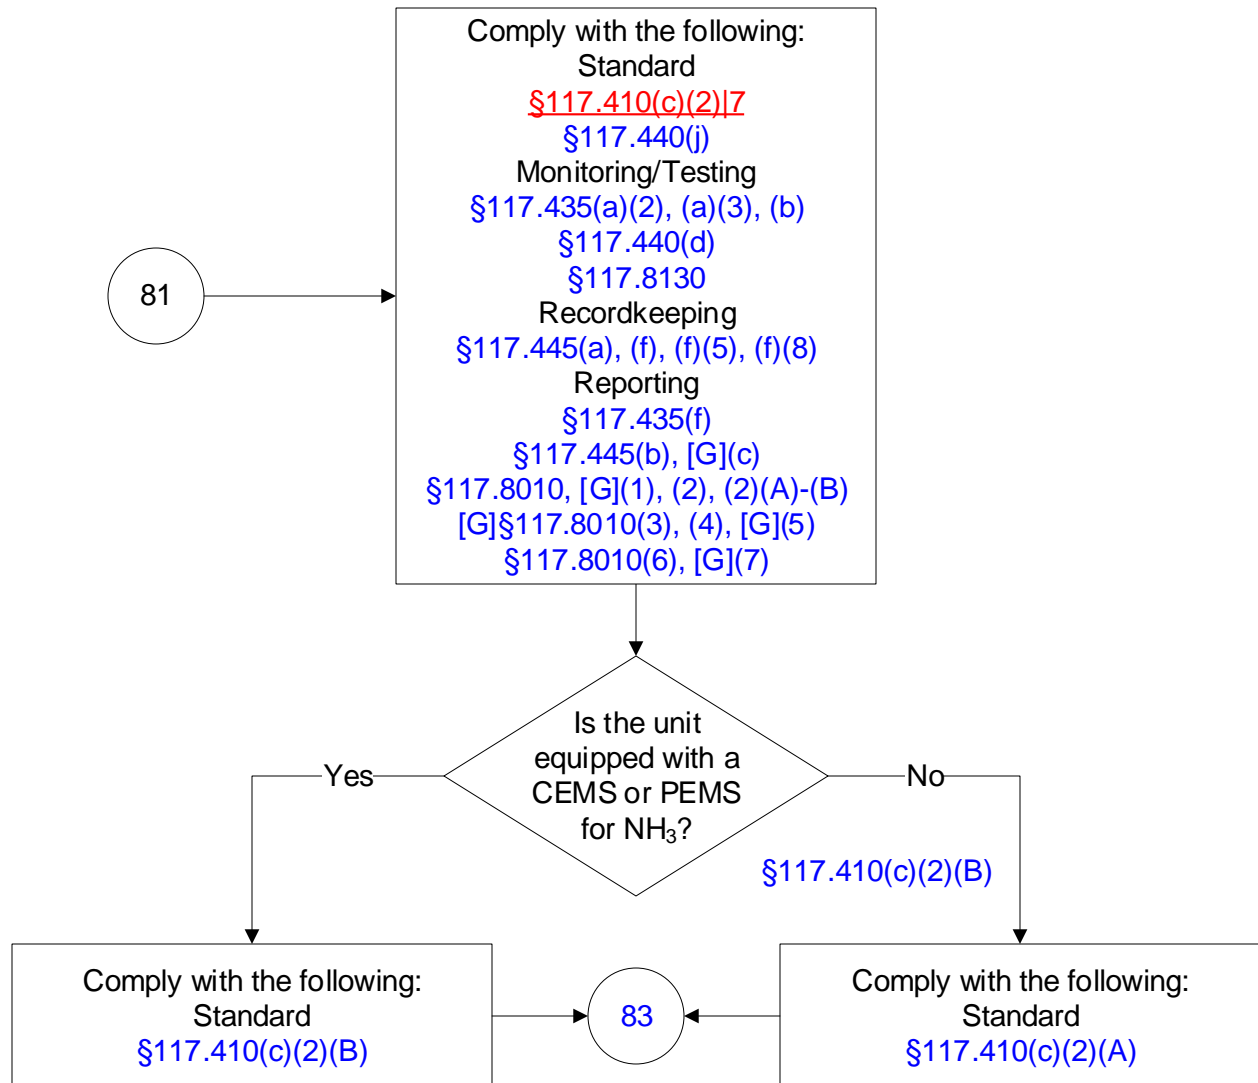 Comply with the following:
Standard
§117.410(c)(2)|7
§117.440(j)
Monitoring/Testing
§117.435(a)(2), (a)(3), (b)
§117.440(d)
§117.8130
Recordkeeping
§117.445(a), (f), (f)(5), (f)(8)
Reporting
§117.435(f)
§117.445(b), [G](c)
§117.8010, [G](1), (2), (2)(A)-(B)
[G]§117.8010(3), (4), [G](5)
§117.8010(6), [G](7)
81
Is the unit
equipped with a
CEMS or PEMS
for NH₃?
Yes
No
§117.410(c)(2)(B)
Comply with the following:
Standard
§117.410(c)(2)(B)
83
Comply with the following:
Standard
§117.410(c)(2)(A)